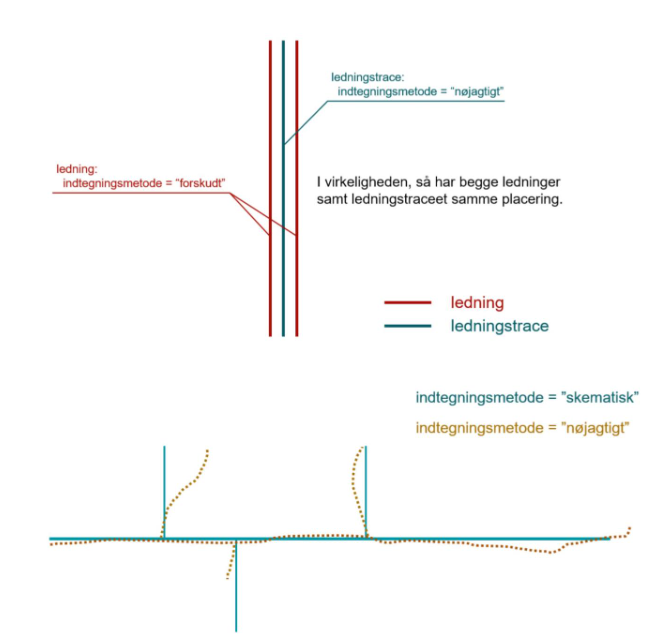 ledningstrace:
indtegningsmetode = "nøjagtigt"
ledning:
indtegningsmetode = "forskudt"
I virkeligheden, så har begge ledninger
samt ledningstraceet samme placering.
ledning
ledningstrace
indtegningsmetode = ”skematisk”
indtegningsmetode = ”nøjagtigt”